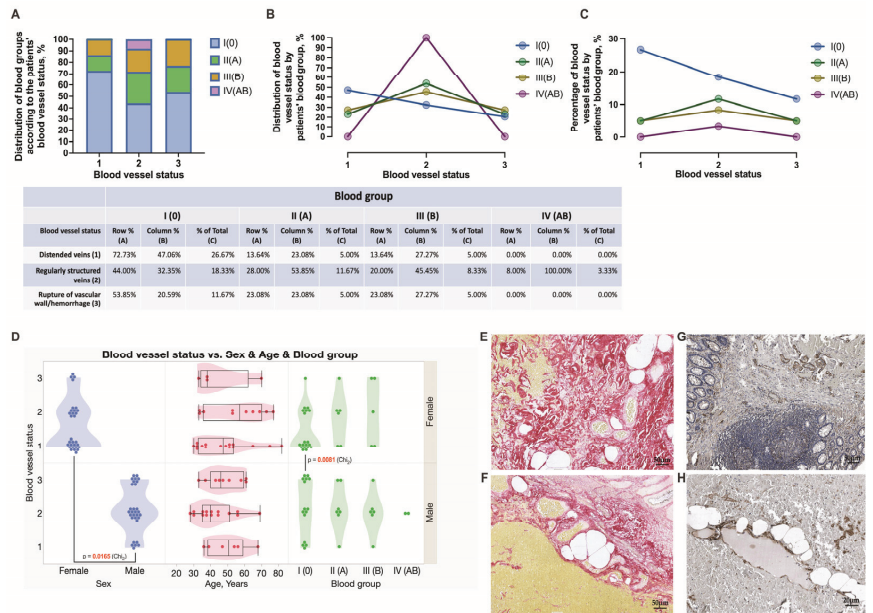 A
Distribution of blood groups
according to the patients'
blood vessel status, %
100
90
80
70
60
50
40
30
20
10
0
1 2 3
Blood vessel status
I(0)
II(A)
III(B)
IV(AB)
B
Distribution of blood
vessel status by
patients' bloodgroup, %
100
90
80
70
60
50
40
30
20
10
0
1 2 3
Blood vessel status
I(0)
II(A)
III(B)
IV(AB)
C
Percentage of blood
vessel status by
patients' bloodgroup, %
30
20
10
0
1 2 3
Blood vessel status
I(0)
II(A)
III(B)
IV(AB)
Blood group
I (0) II (A) III (B) IV (AB)
Blood vessel status Row % (A) Column % (B) % of Total (C) Row % (A) Column % (B) % of Total (C) Row % (A) Column % (B) % of Total (C) Row % (A) Column % (B) % of Total (C)
Distended veins (1) 72.73% 47.06% 26.67% 13.64% 23.08% 5.00% 13.64% 27.27% 5.00% 0.00% 0.00% 0.00%
Regularly structured veins (2) 44.00% 32.35% 18.33% 28.00% 53.85% 11.67% 20.00% 45.45% 8.33% 8.00% 100.00% 3.33%
Rupture of vascular wall/hemorrhage (3) 53.85% 20.59% 11.67% 23.08% 23.08% 5.00% 23.08% 27.27% 5.00% 0.00% 0.00% 0.00%
D
Blood vessel status vs. Sex & Age & Blood group
Blood vessel status
3
2
1
Female
p = 0.0081 (Chi2)
3
2
1
Male
p = 0.0165 (Chi2)
Female Male 20 30 40 50 60 70 80 I (0) II (A) III (B) IV (AB)
Sex Age, Years Blood group
E
50µm
F
50µm
G
H
20µm